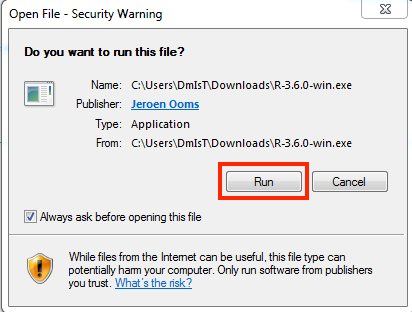 Open File - Security Warning
Do you want to run this file?
Name: C:\Users\DmIsT\Downloads\R-3.6.0-win.exe
Publisher: Jeroen Ooms
Type: Application
From: C:\Users\DmIsT\Downloads\R-3.6.0-win.exe
Run Cancel
Always ask before opening this file
While files from the Internet can be useful, this file type can
potentially harm your computer. Only run software from publishers
you trust. What's the risk?